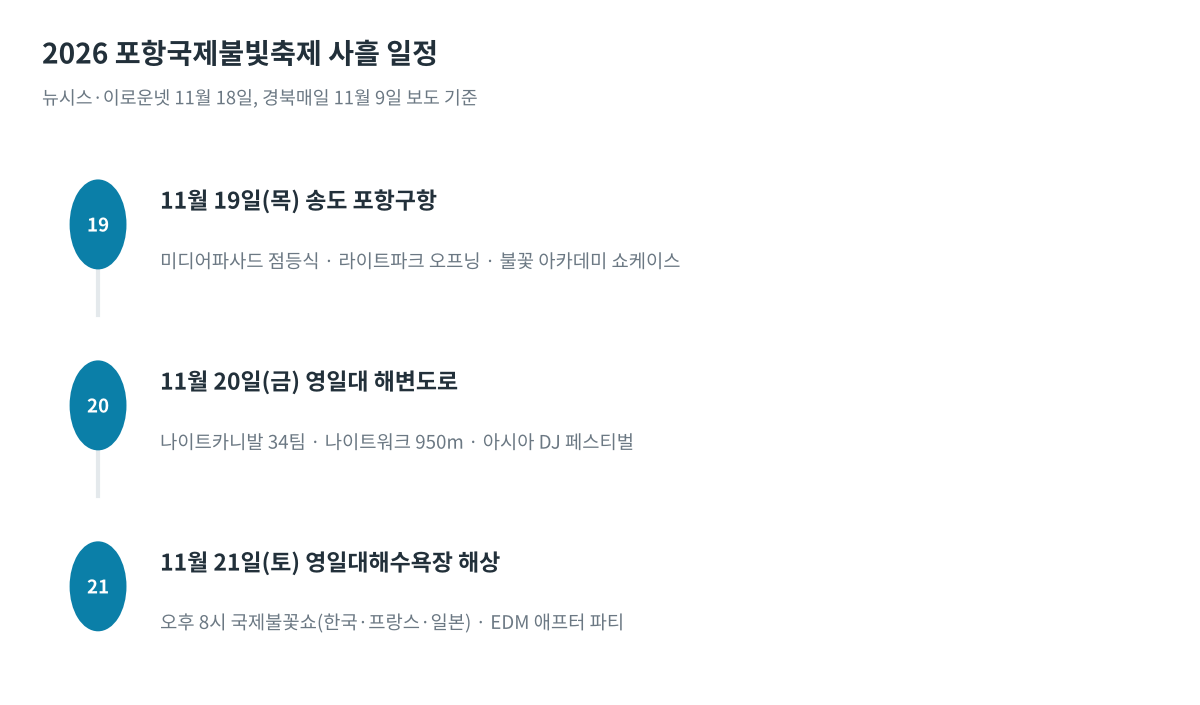 2026 포항국제불빛축제 사흘 일정
뉴시스·이로운넷 11월 18일, 경북매일 11월 9일 보도 기준
19
11월 19일(목) 송도 포항구항
미디어파사드 점등식 · 라이트파크 오프닝 · 불꽃 아카데미 쇼케이스
20
11월 20일(금) 영일대 해변도로
나이트카니발 34팀 · 나이트워크 950m · 아시아 DJ 페스티벌
21
11월 21일(토) 영일대해수욕장 해상
오후 8시 국제불꽃쇼(한국·프랑스·일본) · EDM 애프터 파티